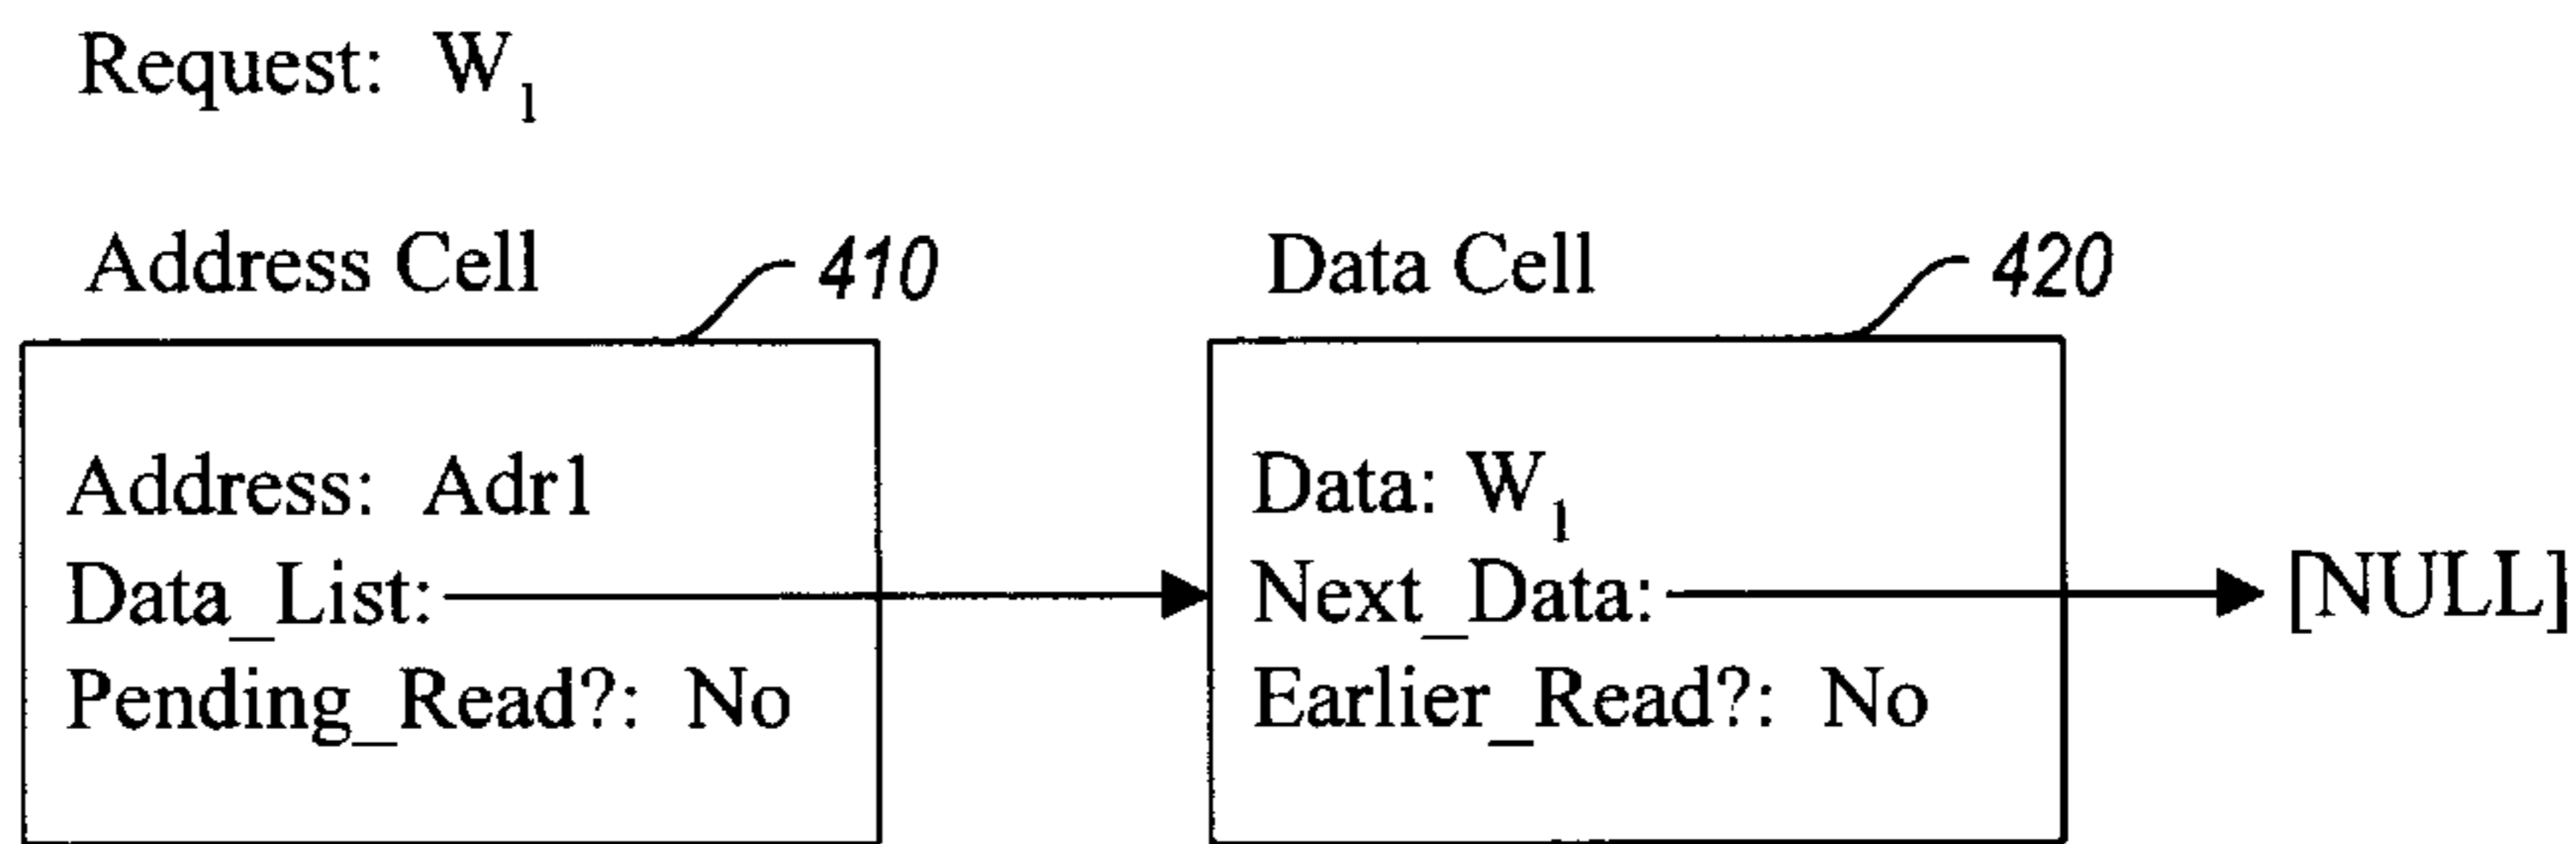 Request: W1
Address Cell 410
Data Cell 420
Address: Adr1
Data_List:
Pending_Read?: No
Data: W1
Next_Data:
Earlier_Read?: No
[NULL]